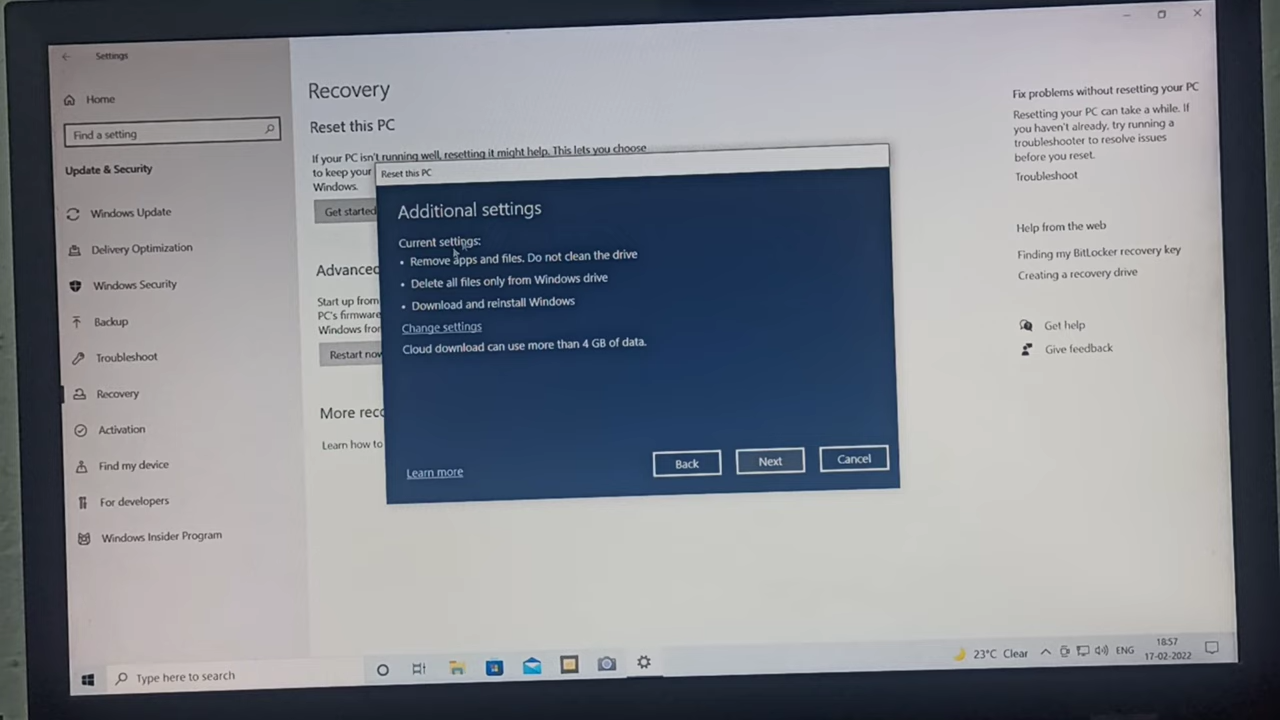 Settings
Home
Find a setting
Update & Security
Windows Update
Delivery Optimization
Windows Security
Backup
Troubleshoot
Recovery
Activation
Find my device
For developers
Windows Insider Program
Recovery
Reset this PC
If your PC isn't running well, resetting it might help. This lets you choose
to keep your
Windows.
Get started
Advanced
Start up from
PC's firmware
Windows from
Restart now
More reco
Learn how to
Reset this PC
Additional settings
Current settings:
• Remove apps and files. Do not clean the drive
• Delete all files only from Windows drive
• Download and reinstall Windows
Change settings
Cloud download can use more than 4 GB of data.
Learn more
Back
Next
Cancel
Fix problems without resetting your PC
Resetting your PC can take a while. If
you haven't already, try running a
troubleshooter to resolve issues
before you reset.
Troubleshoot
Help from the web
Finding my BitLocker recovery key
Creating a recovery drive
Get help
Give feedback
Type here to search
23°C Clear
ENG
18:57
17-02-2022